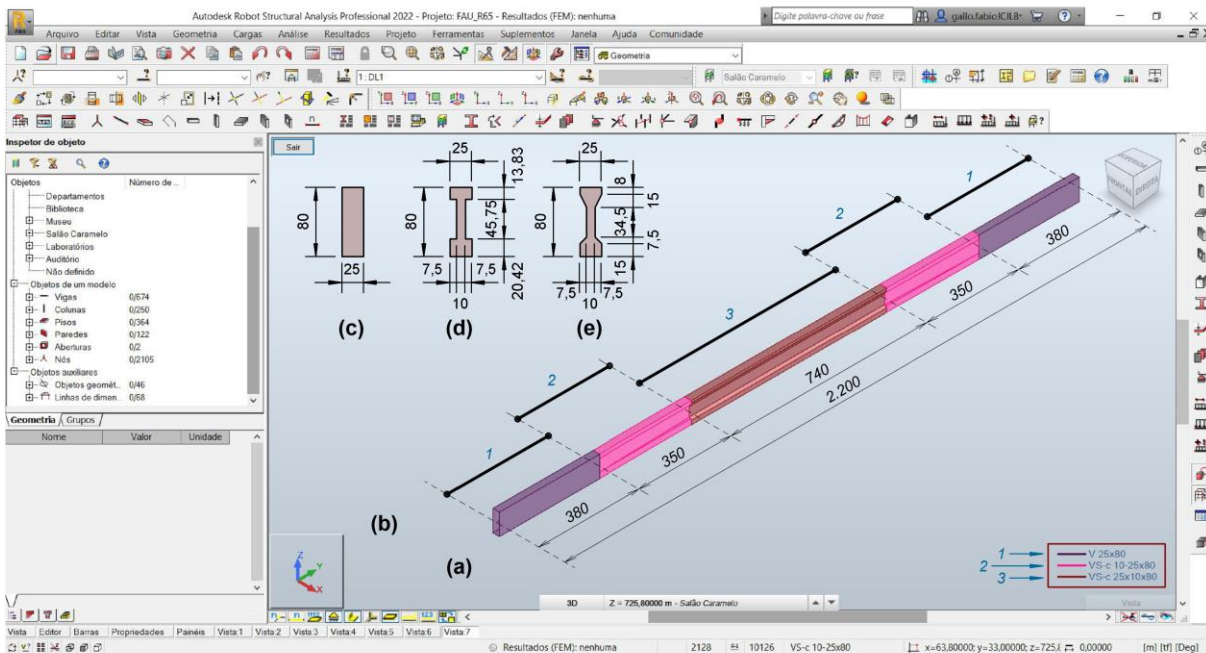 Autodesk Robot Structural Analysis Professional 2022 - Projeto: FAU_R65 - Resultados (FEM): nenhuma
Digite palavra-chave ou frase
gallo.fabioJCJL8
Arquivo Editar Vista Geometria Cargas Análise Resultados Projeto Ferramentas Suplementos Janela Ajuda Comunidade
Geometria
1: DL1
Salão Caramelo
Inspetor de objeto
Objetos Número de ...
Departamentos
Biblioteca
Museu
Salão Caramelo
Laboratórios
Auditório
Não definido
Objetos de um modelo
Vigas 0/674
Colunas 0/250
Pisos 0/364
Paredes 0/122
Aberturas 0/2
Nós 0/2105
Objetos auxiliares
Objetos geomét.. 0/46
Linhas de dimen.. 0/68
Geometria Grupos
Nome Valor Unidade
Sair
80
25
(c)
25
80
13,83
45,75
20,42
7,5 7,5
10
(d)
25
80
8
15
34,5
7,5
15
7,5 7,5
10
(e)
SUPERIOR
FRONTAL
DIREITA
1
2
3
2
1
380
350
740
2.200
350
380
(b)
(a)
Z
Y
X
1 V 25x80
2 VS-c 10-25x80
3 VS-c 25x10x80
3D Z = 725,80000 m - Salão Caramelo
Vista
Vista Editor Barras Propriedades Painéis Vista:1 Vista:2 Vista:3 Vista:4 Vista:5 Vista:6 Vista:7
Resultados (FEM): nenhuma 2128 10126 VS-c 10-25x80 x=63,80000; y=33,00000; z=725,8 0,00000 [m] [tf] [Deg]